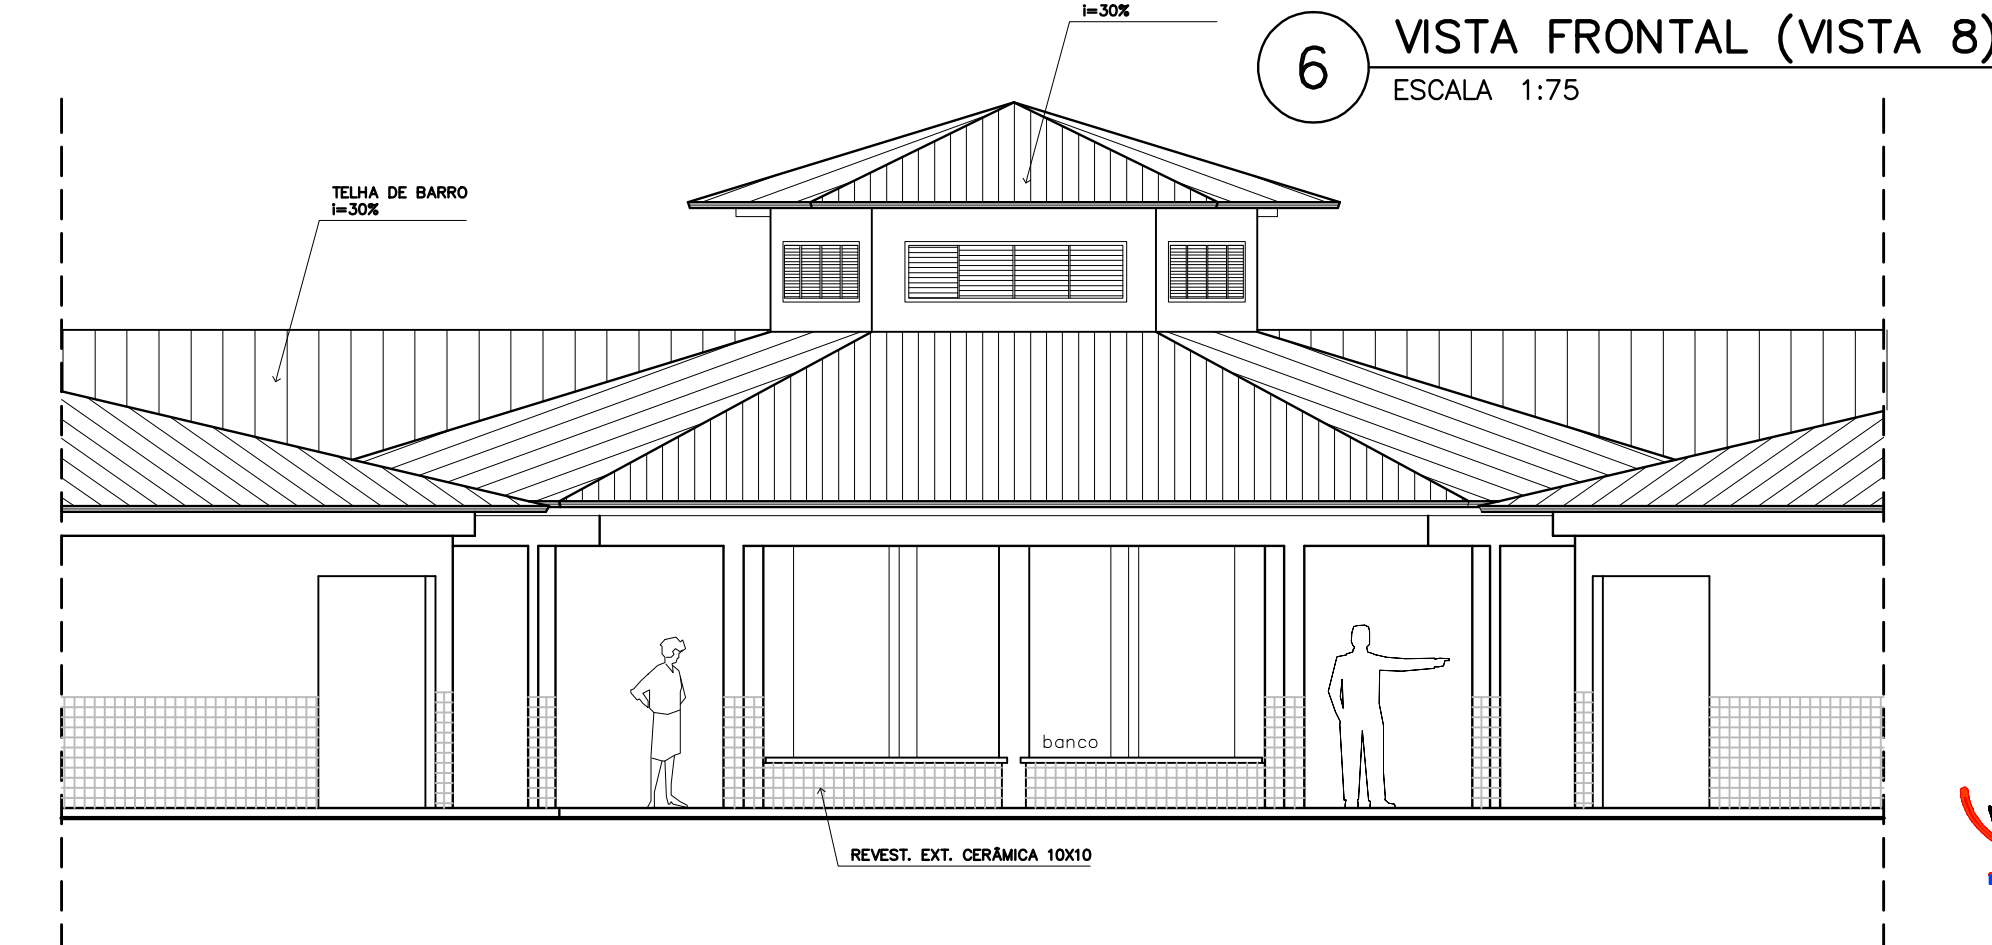 i=30%
6
VISTA FRONTAL (VISTA 8)
ESCALA 1:75
TELHA DE BARRO
i=30%
banco
REVEST. EXT. CERÂMICA 10X10